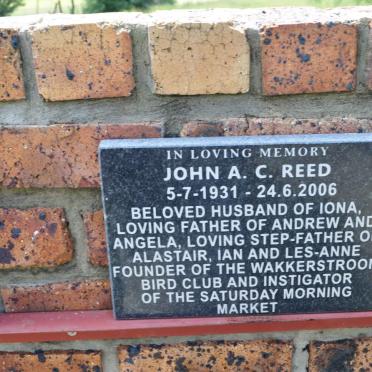 IN LOVING MEMORY
JOHN A. C. REED
5-7-1931 - 24.6.2006
BELOVED HUSBAND OF IONA,
LOVING FATHER OF ANDREW AND
ANGELA, LOVING STEP-FATHER OF
ALASTAIR, IAN AND LES-ANNE
FOUNDER OF THE WAKKERSTROOM
BIRD CLUB AND INSTIGATOR
OF THE SATURDAY MORNING
MARKET